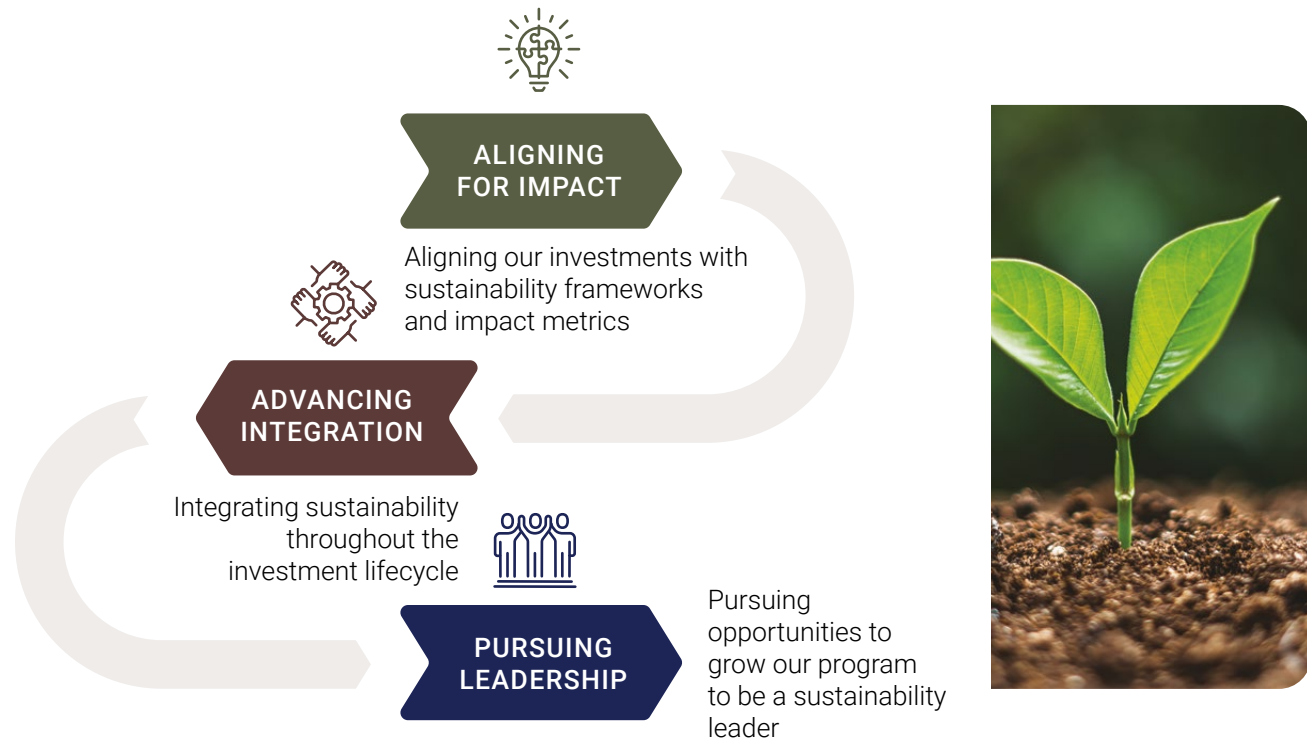 ALIGNING
FOR IMPACT
Aligning our investments with
sustainability frameworks
and impact metrics
ADVANCING
INTEGRATION
Integrating sustainability
throughout the
investment lifecycle
PURSUING
LEADERSHIP
Pursuing
opportunities to
grow our program
to be a sustainability
leader